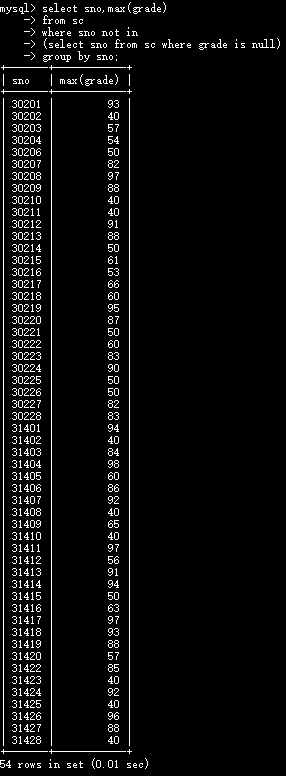 mysql> select sno,max(grade)
-> from sc
-> where sno not in
-> (select sno from sc where grade is null)
-> group by sno;
| sno | max(grade) |
| 30201 | 93 |
| 30202 | 40 |
| 30203 | 57 |
| 30204 | 54 |
| 30206 | 50 |
| 30207 | 82 |
| 30208 | 97 |
| 30209 | 88 |
| 30210 | 40 |
| 30211 | 40 |
| 30212 | 91 |
| 30213 | 88 |
| 30214 | 50 |
| 30215 | 61 |
| 30216 | 53 |
| 30217 | 66 |
| 30218 | 60 |
| 30219 | 95 |
| 30220 | 87 |
| 30221 | 50 |
| 30222 | 60 |
| 30223 | 83 |
| 30224 | 90 |
| 30225 | 50 |
| 30226 | 50 |
| 30227 | 82 |
| 30228 | 83 |
| 31401 | 94 |
| 31402 | 40 |
| 31403 | 84 |
| 31404 | 98 |
| 31405 | 60 |
| 31406 | 86 |
| 31407 | 92 |
| 31408 | 40 |
| 31409 | 65 |
| 31410 | 40 |
| 31411 | 97 |
| 31412 | 56 |
| 31413 | 91 |
| 31414 | 94 |
| 31415 | 50 |
| 31416 | 63 |
| 31417 | 97 |
| 31418 | 93 |
| 31419 | 88 |
| 31420 | 57 |
| 31422 | 85 |
| 31423 | 40 |
| 31424 | 92 |
| 31425 | 40 |
| 31426 | 96 |
| 31427 | 88 |
| 31428 | 40 |
54 rows in set (0.01 sec)